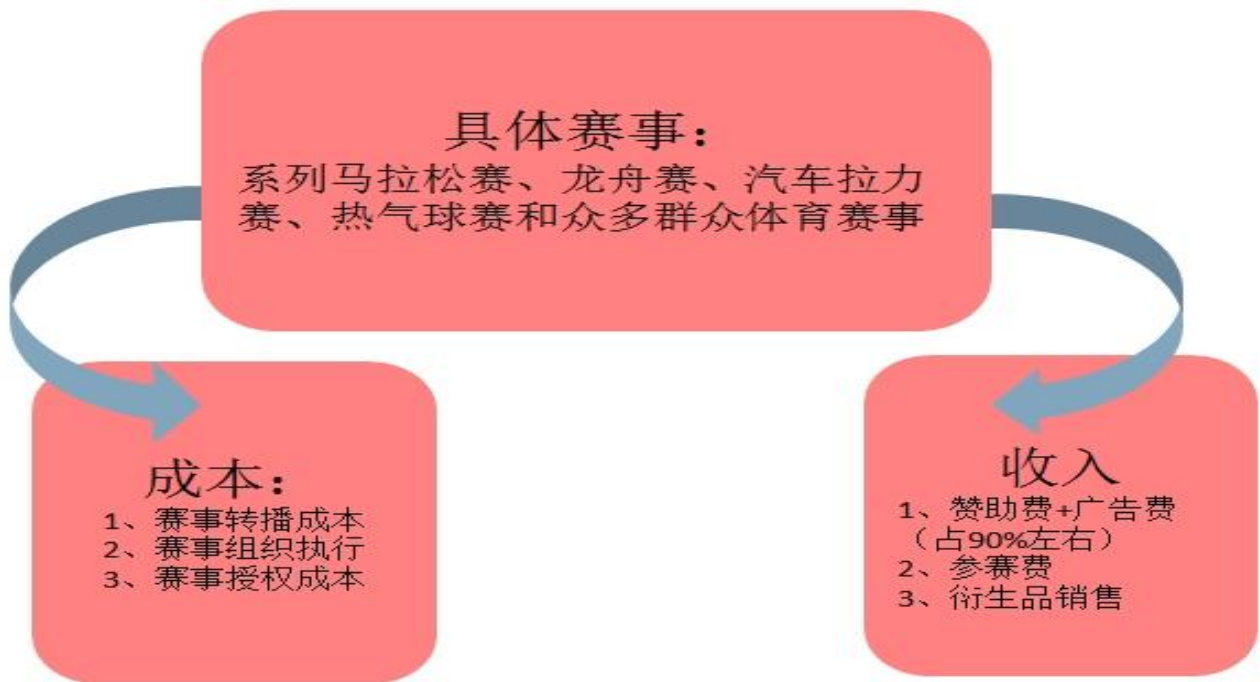 具体赛事：
系列马拉松赛、龙舟赛、汽车拉力
赛、热气球赛和众多群众体育赛事
成本：
1、赛事转播成本
2、赛事组织执行
3、赛事授权成本
收入
1、赞助费+广告费
（占90%左右）
2、参赛费
3、衍生品销售